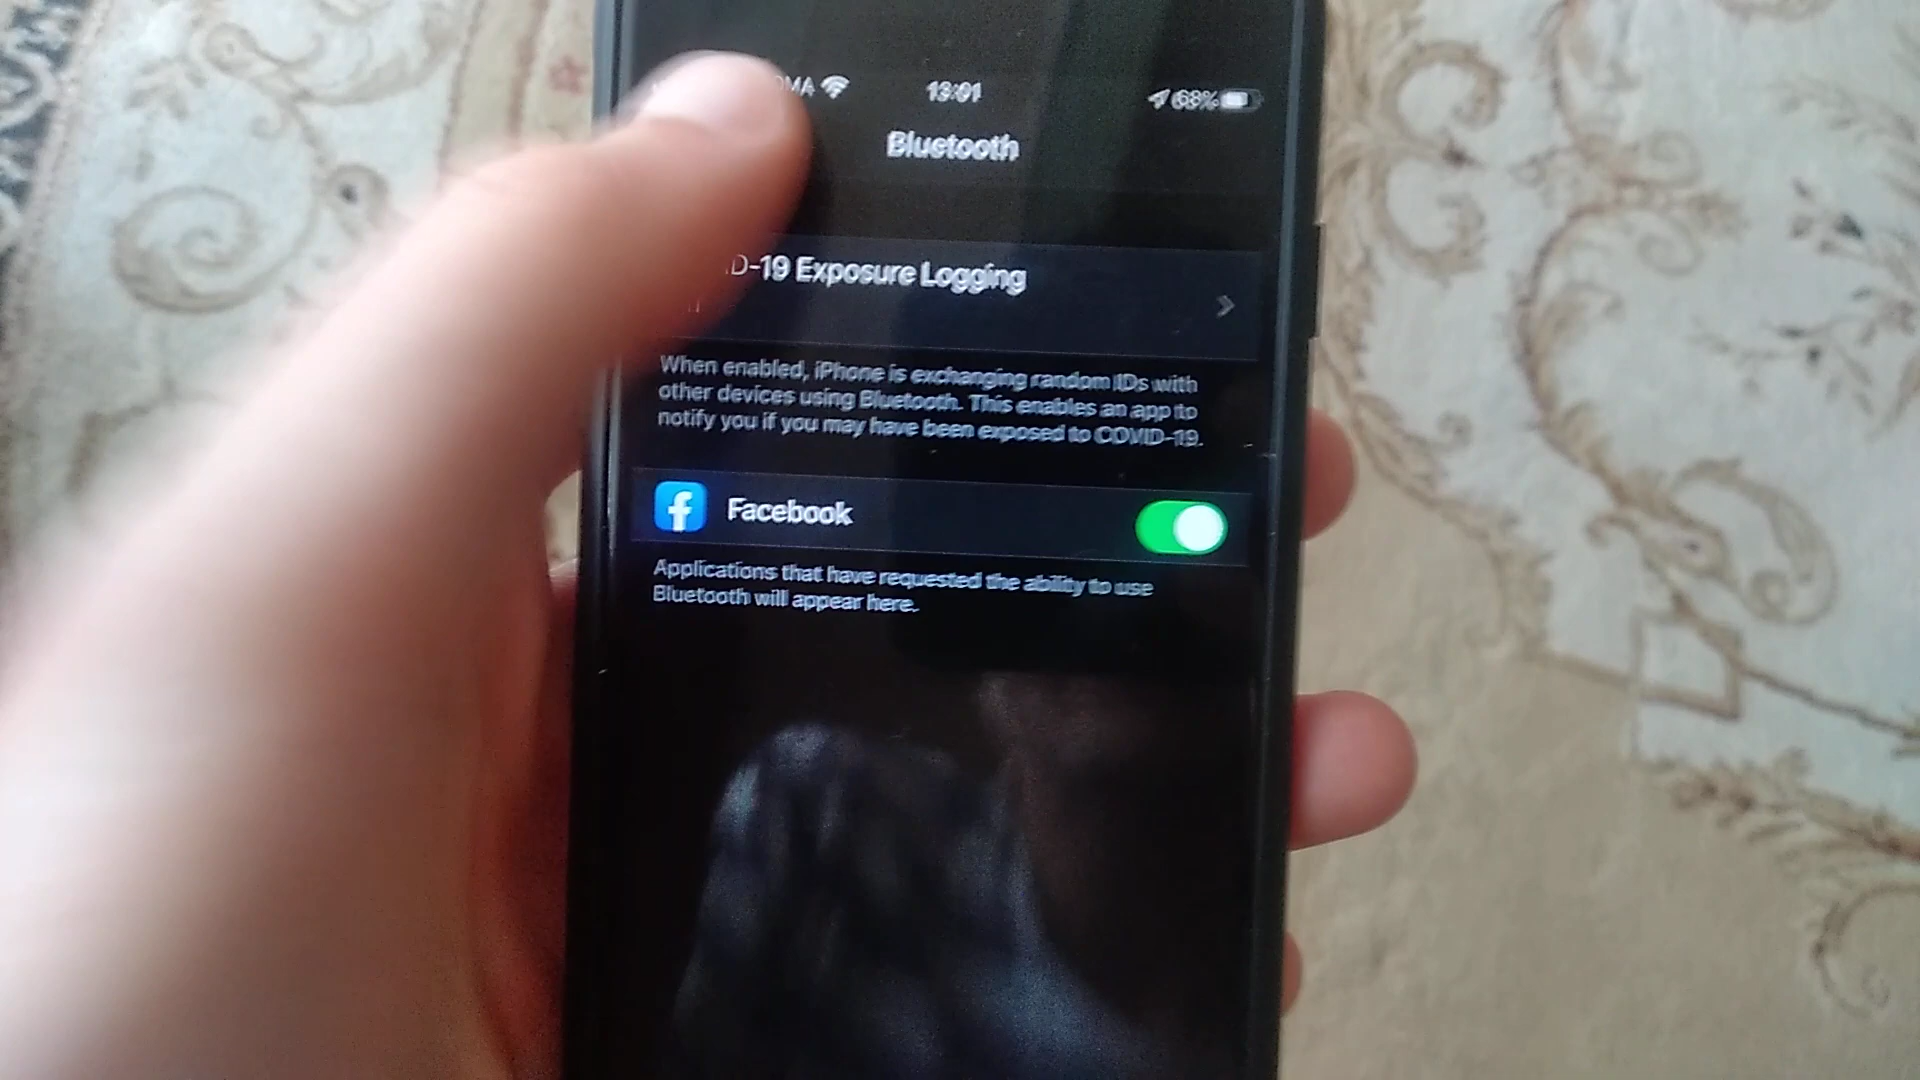 13:01
68%
Bluetooth
D-19 Exposure Logging
When enabled, iPhone is exchanging random IDs with
other devices using Bluetooth. This enables an app to
notify you if you may have been exposed to COVID-19.
Facebook
Applications that have requested the ability to use
Bluetooth will appear here.